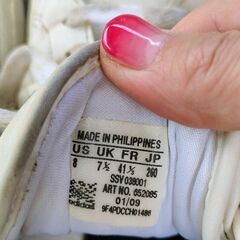 MADE IN PHILIPPINES
US UK FR JP
8 7½ 41⅓ 260
SSV 038001
ART NO. 652085
01/09
adidas
9F4PDCCH01486